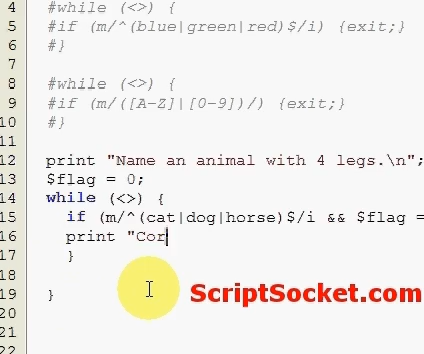 4 #while (<>) {
5 #if (m/^(blue|green|red)$/i) {exit;}
6 #}
7
8 #while (<>) {
9 #if (m/([A-Z]|[0-9])/) {exit;}
10 #}
11
12 print "Name an animal with 4 legs.\n";
13 $flag = 0;
14 while (<>) {
15 if (m/^(cat|dog|horse)$/i && $flag =
16 print "Cor
17 }
18
19 }
20
21
22
ScriptSocket.com